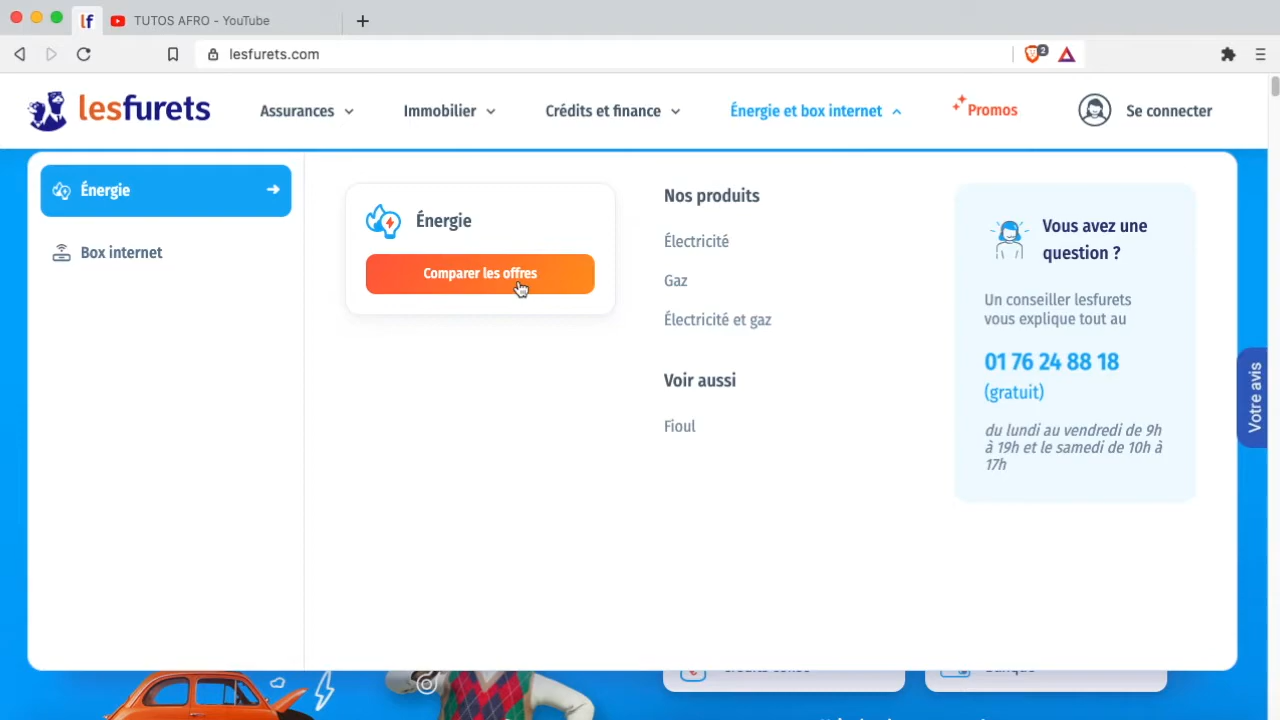 lf
TUTOS AFRO - YouTube
lesfurets.com
2
lesfurets
Assurances
Immobilier
Crédits et finance
Énergie et box internet
Promos
Se connecter
Énergie
Box internet
Énergie
Comparer les offres
Nos produits
Électricité
Gaz
Électricité et gaz
Voir aussi
Fioul
Vous avez une
question ?
Un conseiller lesfurets
vous explique tout au
01 76 24 88 18
(gratuit)
du lundi au vendredi de 9h
à 19h et le samedi de 10h à
17h
Votre avis